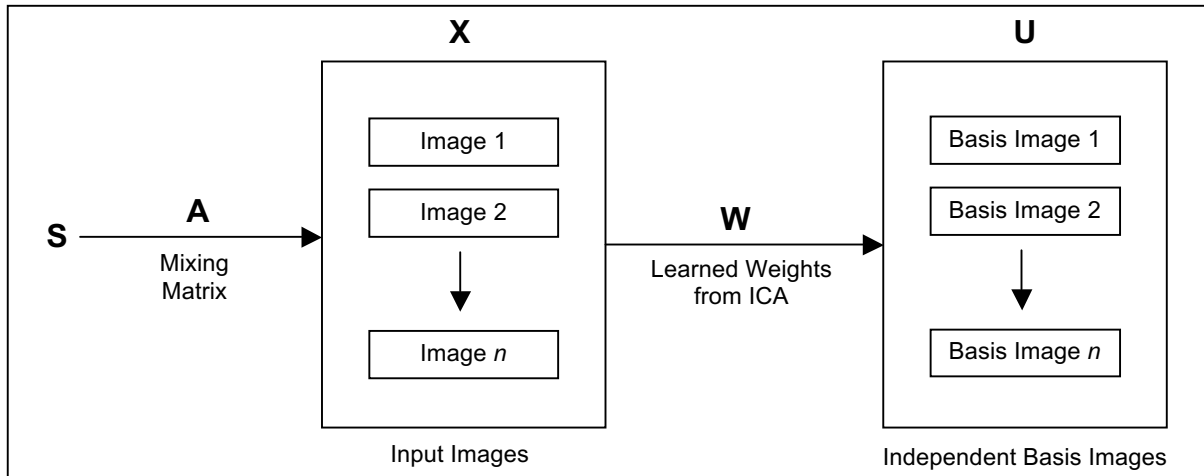 X
U
Image 1
Basis Image 1
Image 2
Basis Image 2
S
A
W
Mixing
Matrix
Learned Weights
from ICA
Image n
Basis Image n
Input Images
Independent Basis Images